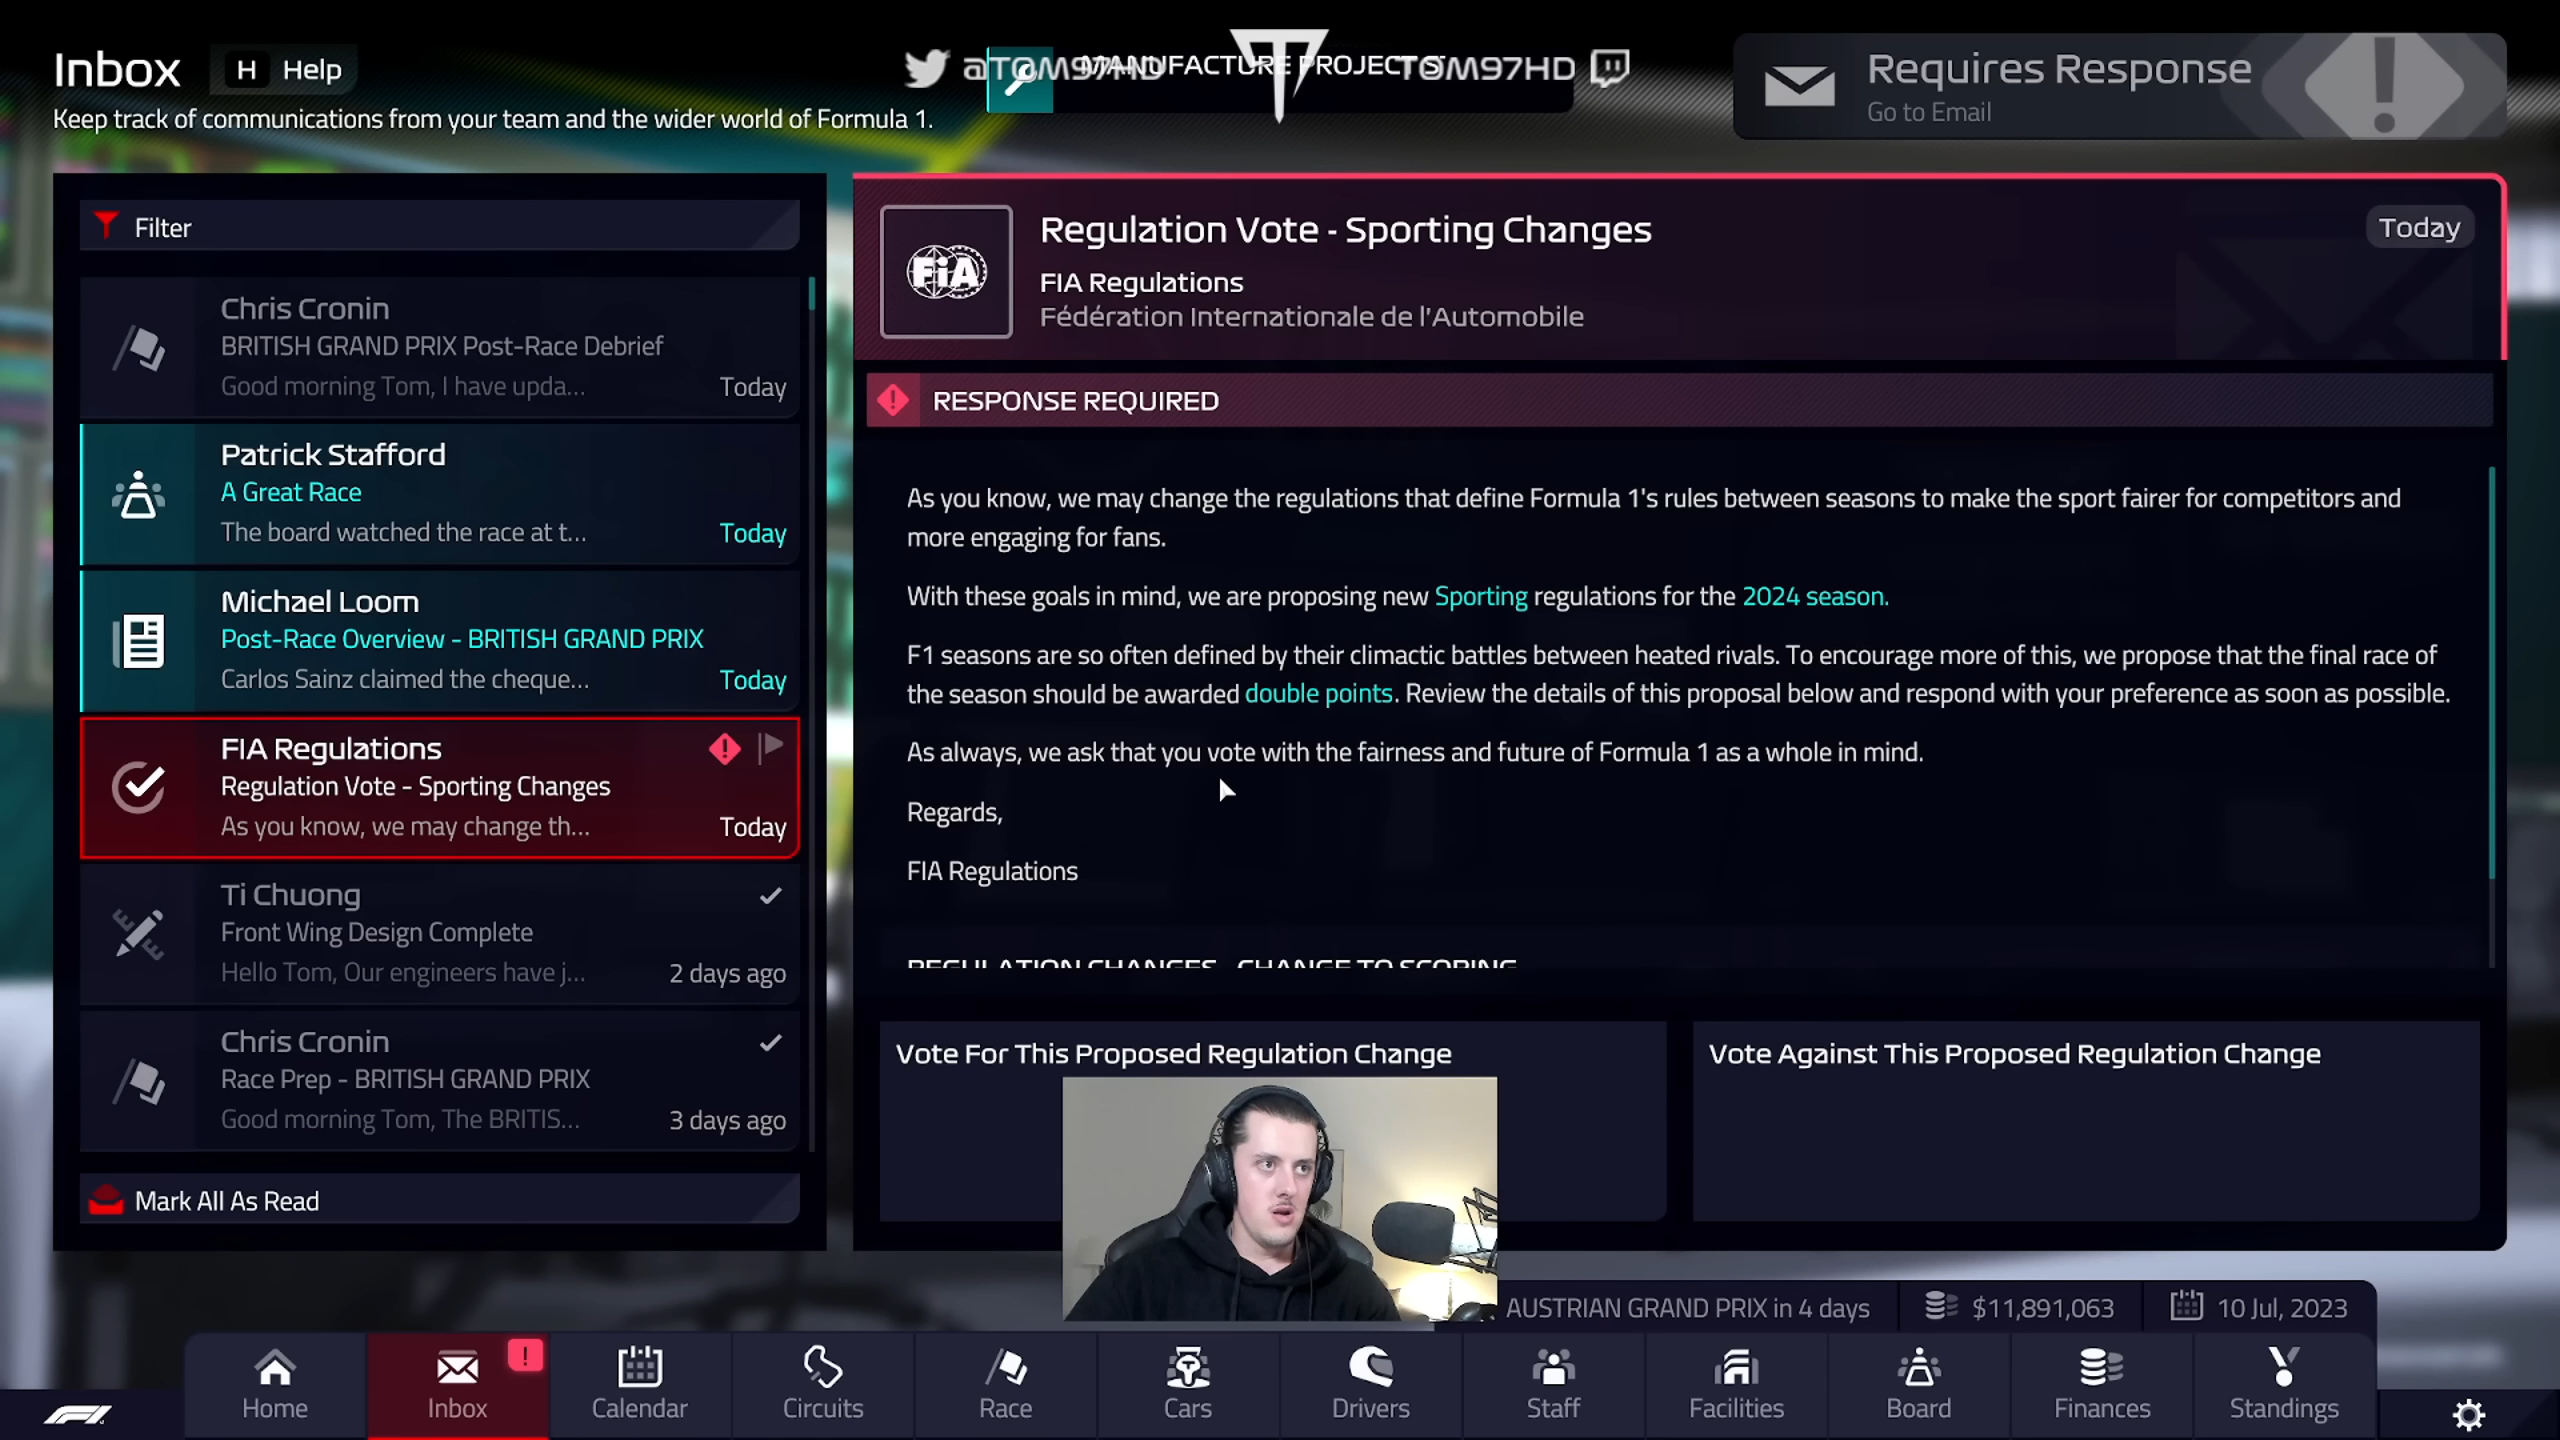 Inbox
H Help
Keep track of communications from your team and the wider world of Formula 1.
@TOM97HD
MANUFACTURE PROJECTS
TOM97HD
Requires Response
Go to Email
Filter
Chris Cronin
BRITISH GRAND PRIX Post-Race Debrief
Good morning Tom, I have upda...
Today
Patrick Stafford
A Great Race
The board watched the race at t...
Today
Michael Loom
Post-Race Overview - BRITISH GRAND PRIX
Carlos Sainz claimed the cheque...
Today
FIA Regulations
Regulation Vote - Sporting Changes
As you know, we may change th...
Today
Ti Chuong
Front Wing Design Complete
Hello Tom, Our engineers have j...
2 days ago
Chris Cronin
Race Prep - BRITISH GRAND PRIX
Good morning Tom, The BRITIS...
3 days ago
Mark All As Read
FiA
Regulation Vote - Sporting Changes
Today
FIA Regulations
Fédération Internationale de l'Automobile
RESPONSE REQUIRED
As you know, we may change the regulations that define Formula 1's rules between seasons to make the sport fairer for competitors and
more engaging for fans.
With these goals in mind, we are proposing new Sporting regulations for the 2024 season.
F1 seasons are so often defined by their climactic battles between heated rivals. To encourage more of this, we propose that the final race of
the season should be awarded double points. Review the details of this proposal below and respond with your preference as soon as possible.
As always, we ask that you vote with the fairness and future of Formula 1 as a whole in mind.
Regards,
FIA Regulations
REGULATION CHANGES - CHANGE TO SCORING
Vote For This Proposed Regulation Change
Vote Against This Proposed Regulation Change
AUSTRIAN GRAND PRIX in 4 days
$11,891,063
10 Jul, 2023
Home
Inbox
Calendar
Circuits
Race
Cars
Drivers
Staff
Facilities
Board
Finances
Standings